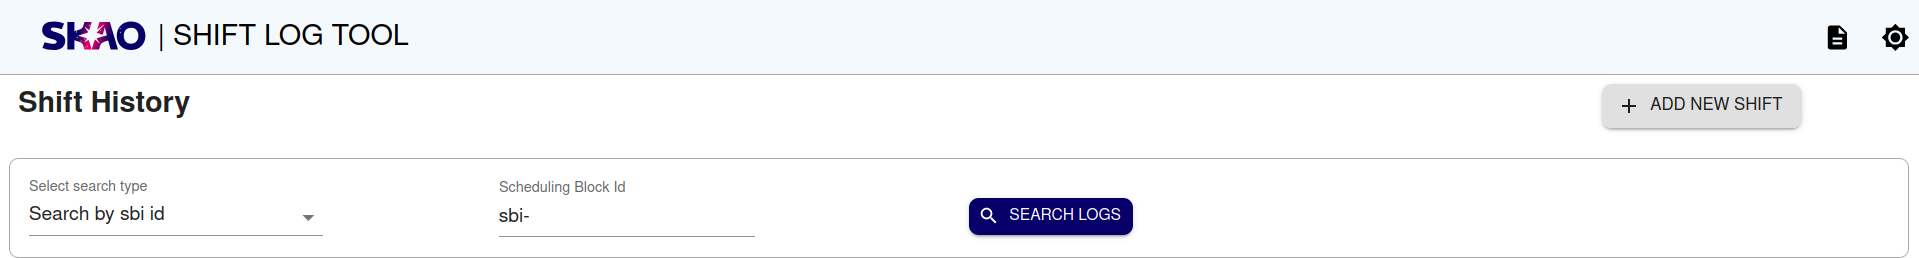 SKAO | SHIFT LOG TOOL
Shift History
ADD NEW SHIFT
Select search type
Search by sbi id
Scheduling Block Id
sbi-
SEARCH LOGS